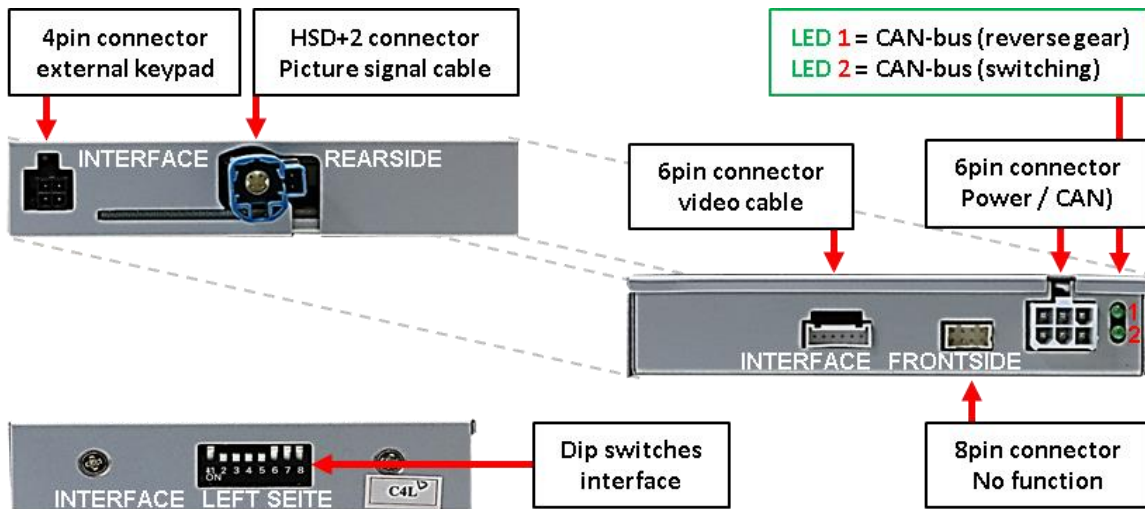 4pin connector
external keypad
HSD+2 connector
Picture signal cable
LED 1 = CAN-bus (reverse gear)
LED 2 = CAN-bus (switching)
INTERFACE
REARSIDE
6pin connector
video cable
6pin connector
Power / CAN)
1
2
INTERFACE FRONTSIDE
Dip switches
interface
8pin connector
No function
1 2 3 4 5 6 7 8
ON
C4L
INTERFACE LEFT SEITE